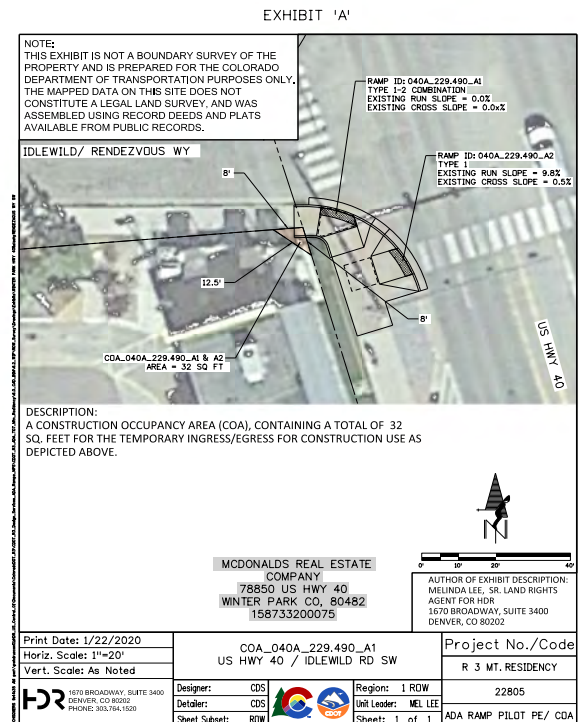 EXHIBIT 'A'
NOTE:
THIS EXHIBIT IS NOT A BOUNDARY SURVEY OF THE
PROPERTY AND IS PREPARED FOR THE COLORADO
DEPARTMENT OF TRANSPORTATION PURPOSES ONLY.
THE MAPPED DATA ON THIS SITE DOES NOT
CONSTITUTE A LEGAL LAND SURVEY, AND WAS
ASSEMBLED USING RECORD DEEDS AND PLATS
AVAILABLE FROM PUBLIC RECORDS.
IDLEWILD/ RENDEZVOUS WY
RAMP ID: 040A_229.490_A1
TYPE 1-2 COMBINATION
EXISTING RUN SLOPE = 0.0%
EXISTING CROSS SLOPE = 0.0x%
RAMP ID: 040A_229.490_A2
TYPE 1
EXISTING RUN SLOPE = 9.8%
EXISTING CROSS SLOPE = 0.5%
8'
12.5'
8'
US HWY 40
COA_040A_229.490_A1 & A2
AREA = 32 SQ FT
DESCRIPTION:
A CONSTRUCTION OCCUPANCY AREA (COA), CONTAINING A TOTAL OF 32
SQ. FEET FOR THE TEMPORARY INGRESS/EGRESS FOR CONSTRUCTION USE AS
DEPICTED ABOVE.
N
0 10' 20' 40'
MCDONALDS REAL ESTATE
COMPANY
78850 US HWY 40
WINTER PARK CO, 80482
158733200075
AUTHOR OF EXHIBIT DESCRIPTION:
MELINDA LEE, SR. LAND RIGHTS
AGENT FOR HDR
1670 BROADWAY, SUITE 3400
DENVER, CO 80202
Print Date: 1/22/2020
Horiz. Scale: 1"=20'
Vert. Scale: As Noted
HDR
1670 BROADWAY, SUITE 3400
DENVER, CO 80202
PHONE: 303.764.1520
COA_040A_229.490_A1
US HWY 40 / IDLEWILD RD SW
Designer: CDS
Detailer: CDS
Sheet Subset: ROW
CDOT
Region: 1 ROW
Unit Leader: MEL LEE
Sheet: 1 of 1
Project No./Code
R 3 MT. RESIDENCY
22805
ADA RAMP PILOT PE/ COA